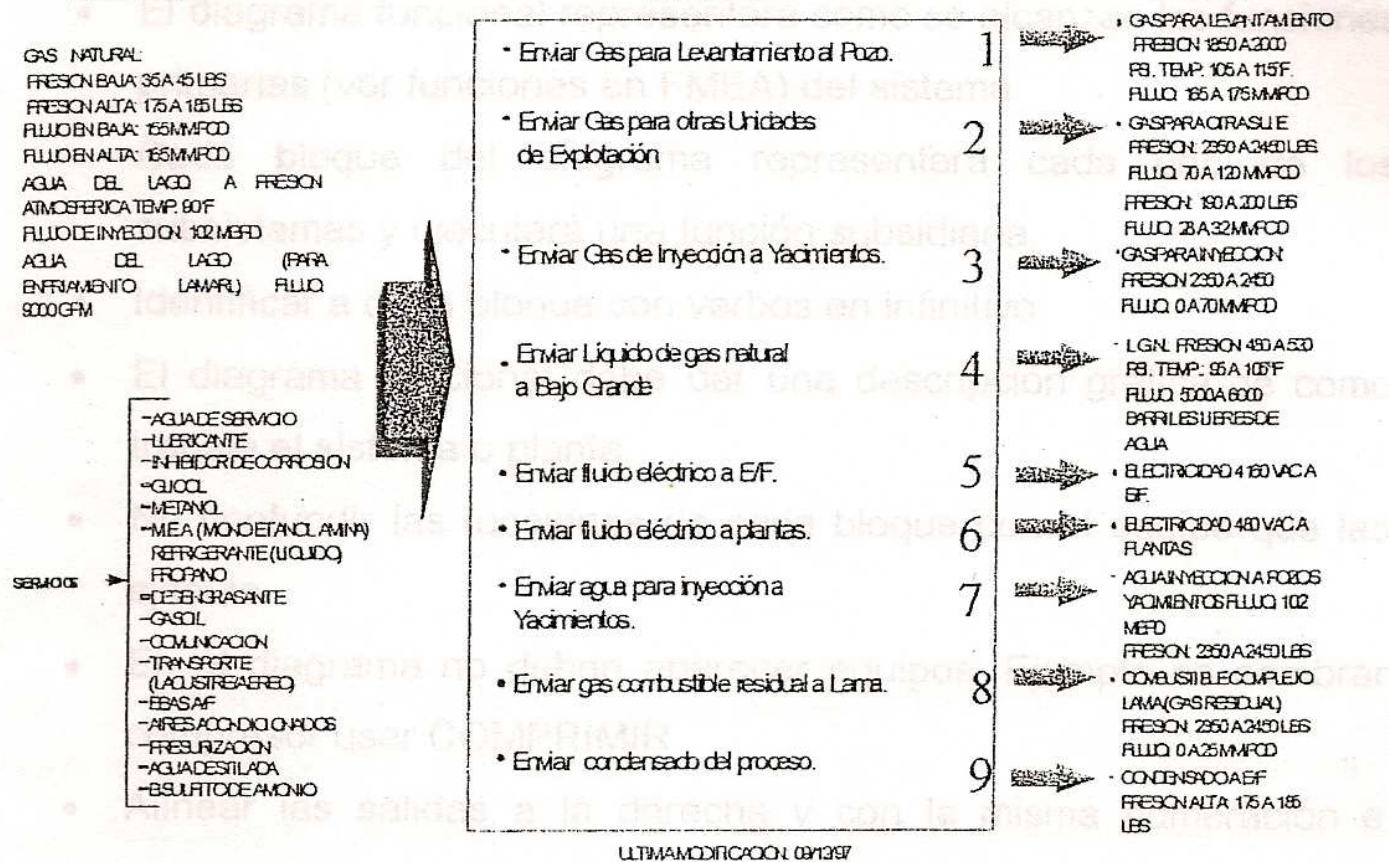 GAS NATURAL:
PRESION BAJA: 35 A 45 LBS
PRESION ALTA: 175 A 185 LBS
FLUJO EN BAJA: 155 MMPCD
FLUJO EN ALTA: 165 MMPCD
AGUA DEL LAGO A PRESION
ATMOSFERICA TEMP. 90°F
FLUJO DE INYECCION: 102 MBPD
AGUA DEL LAGO (PARA
ENFRIAMIENTO LAMARL) FLUJO:
9000 GPM
SERVICIOS
-AGUA DE SERVICIO
-LUBRICANTE
-INHIBIDOR DE CORROSION
-GLICOL
-METANOL
-M.E.A (MONO ETANOL AMINA)
REFRIGERANTE (LIQUIDO)
PROPANO
-DESENGRASANTE
-GASOIL
-COMUNICACION
-TRANSPORTE
(LACUSTRE/AEREO)
-EBAS A/F
-AIRES ACONDICIONADOS
-PRESURIZACION
-AGUA DESTILADA
-BISULFITO DE AMONIO
• Enviar Gas para Levantamiento al Pozo. 1
• Enviar Gas para otras Unidades
de Explotación 2
• Enviar Gas de Inyección a Yacimientos. 3
• Enviar Líquido de gas natural
a Bajo Grande 4
• Enviar fluido eléctrico a E/F. 5
• Enviar fluido eléctrico a plantas. 6
• Enviar agua para inyección a
Yacimientos. 7
• Enviar gas combustible residual a Lama. 8
• Enviar condensado del proceso. 9
• GAS PARA LEVANTAMIENTO
PRESION 1850 A 2000
PSI. TEMP: 105 A 115°F.
FLUJO: 165 A 175 MMPCD
• GAS PARA OTRAS U E
PRESION: 2350 A 2450 LBS.
FLUJO: 70 A 120 MMPCD
PRESION: 190 A 200 LBS
FLUJO: 28 A 32 MMPCD
• GAS PARA INYECCION:
PRESION 2350 A 2450
FLUJO: 0 A 70 MMPCD
- L.G.N. PRESION 450 A 530
PSI. TEMP: 95 A 105°F
FLUJO: 5000 A 6000
BARRILES LIBRES DE
AGUA
• ELECTRICIDAD 4160 VAC A
E/F.
• ELECTRICIDAD 480 VAC A
PLANTAS
- AGUA INYECCION A POZOS
YACIMIENTOS FLUJO: 102
MBPD
PRESION: 2350 A 2450 LBS
• COMBUSTIBLE COMPLEJO
LAMA (GAS RESIDUAL)
PRESION: 2350 A 2450 LBS
FLUJO: 0 A 25 MMPCD
- CONDENSADO A E/F
PRESION ALTA: 175 A 185
LBS
ULTIMA MODIFICACION: 09/13/97